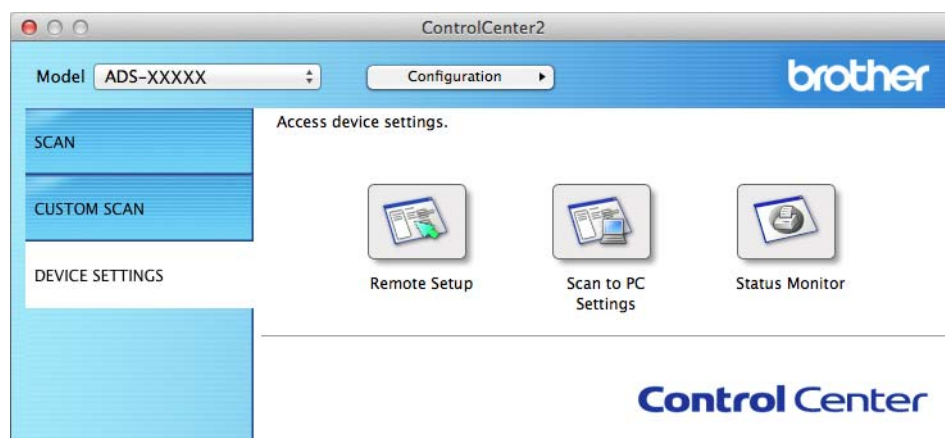 ControlCenter2
Model ADS-XXXXX Configuration brother
SCAN
CUSTOM SCAN
DEVICE SETTINGS
Access device settings.
Remote Setup
Scan to PC
Settings
Status Monitor
Control Center